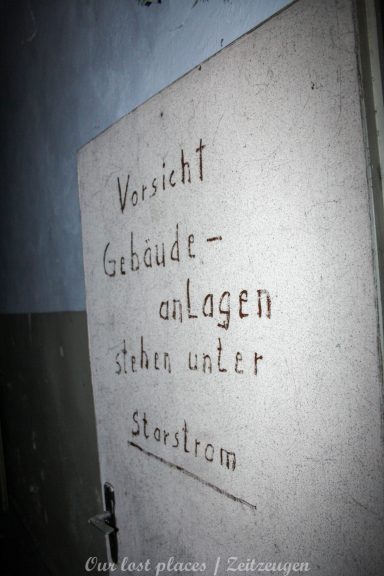 Vorsicht
Gebäude-
anlagen
stehen unter
Starstrom
Our lost places | Zeitzeugen